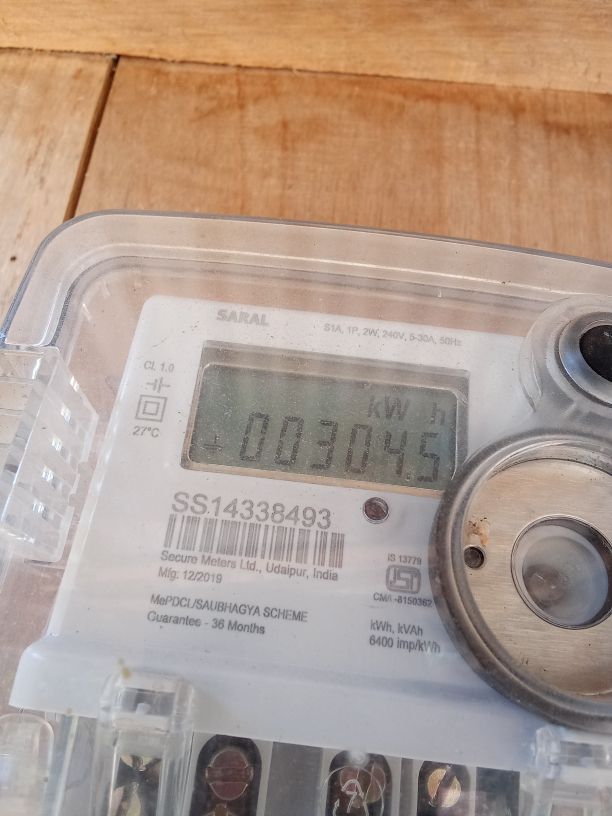 SARAL
S1A, 1P, 2W, 240V, 5-30A, 50Hz
Cl. 1.0
27°C
kW h
00304.5
SS14338493
Secure Meters Ltd., Udaipur, India
Mfg: 12/2019
IS 13779
CM/L-8150362
MePDCL/SAUBHAGYA SCHEME
Guarantee - 36 Months
kWh, kVAh
6400 imp/kWh